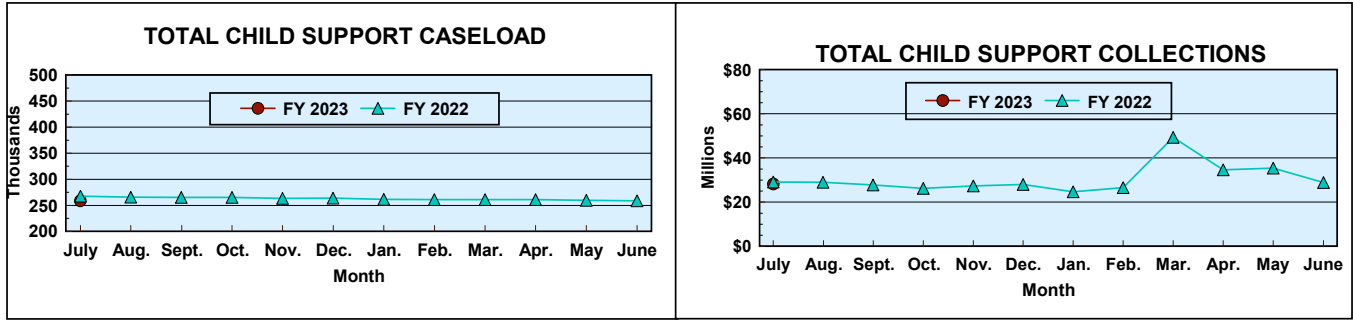 TOTAL CHILD SUPPORT CASELOAD
500
450
400
350
300
250
200
Thousands
FY 2023 FY 2022
July Aug. Sept. Oct. Nov. Dec. Jan. Feb. Mar. Apr. May June
Month
TOTAL CHILD SUPPORT COLLECTIONS
$80
$60
$40
$20
$0
Millions
FY 2023 FY 2022
July Aug. Sept. Oct. Nov. Dec. Jan. Feb. Mar. Apr. May June
Month